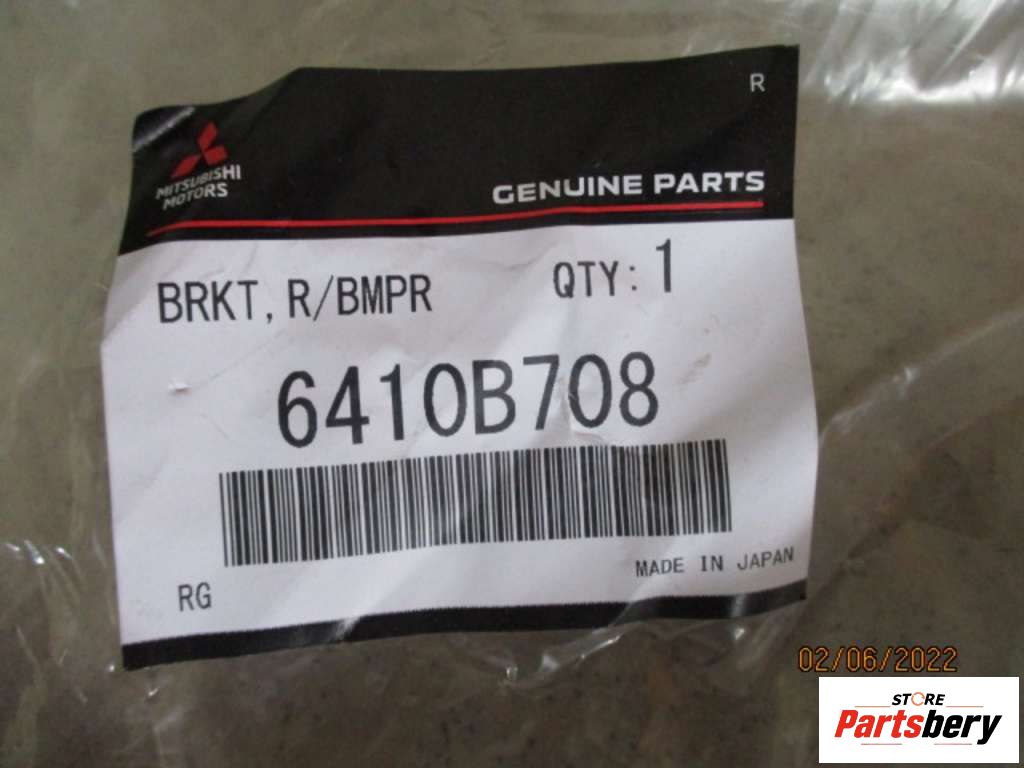 R
MITSUBISHI
MOTORS
GENUINE PARTS
BRKT, R/BMPR QTY: 1
6410B708
MADE IN JAPAN
RG
02/06/2022
STORE
Partsbery